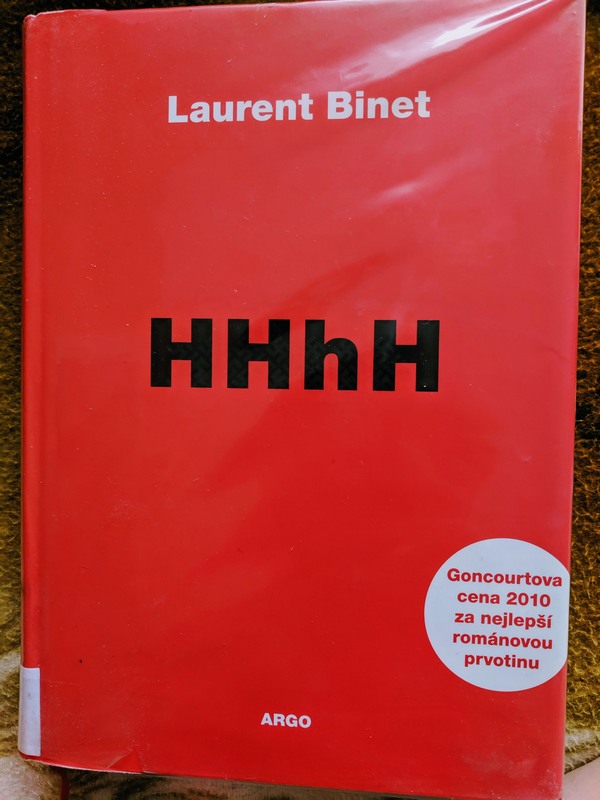 Laurent Binet
HHhH
Goncourtova
cena 2010
za nejlepší
románovou
prvotinu
ARGO